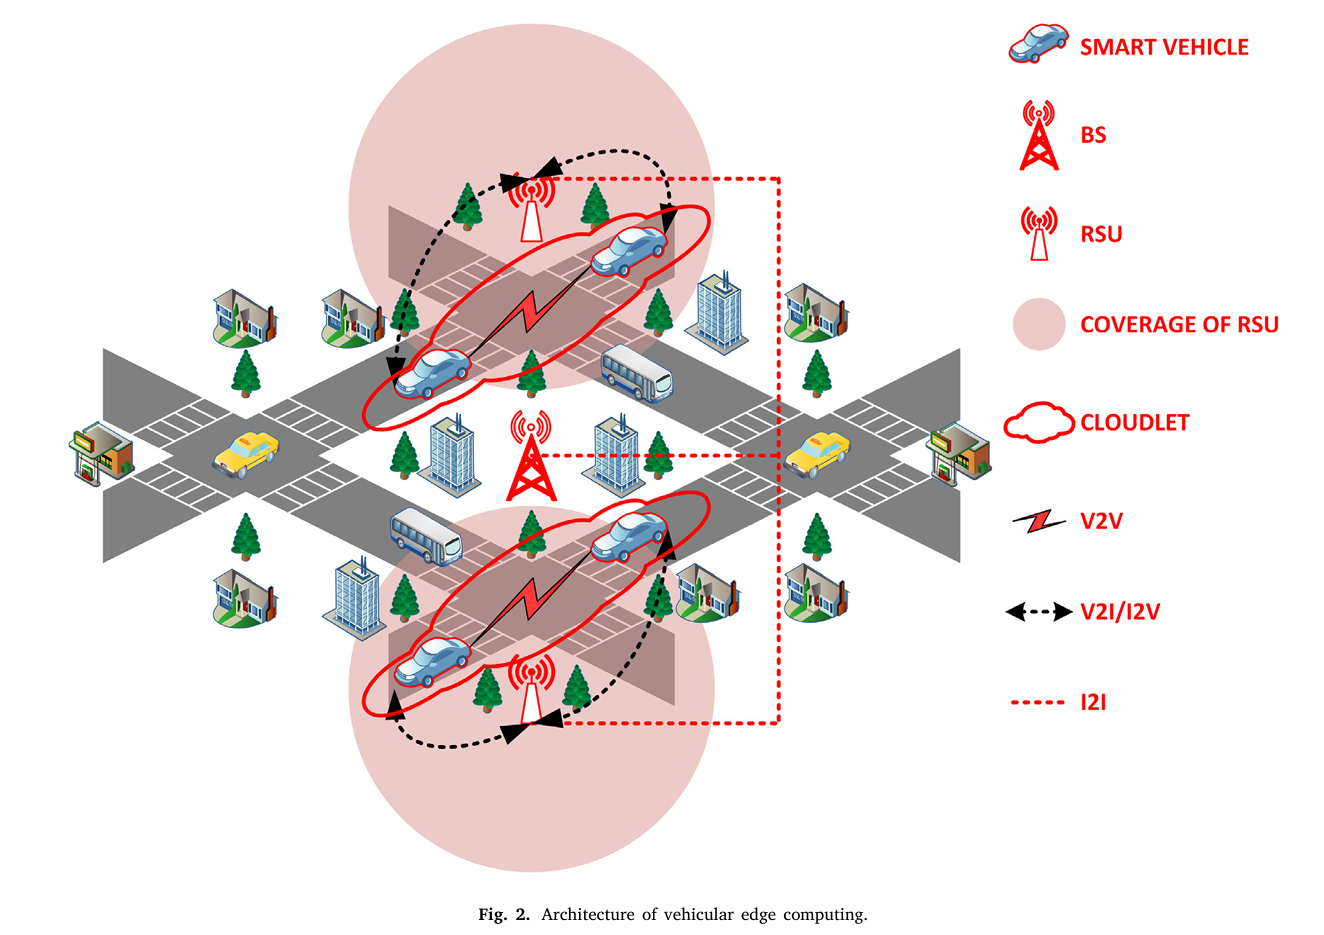 SMART VEHICLE
BS
RSU
COVERAGE OF RSU
CLOUDLET
V2V
V2I/I2V
I2I
Fig. 2. Architecture of vehicular edge computing.